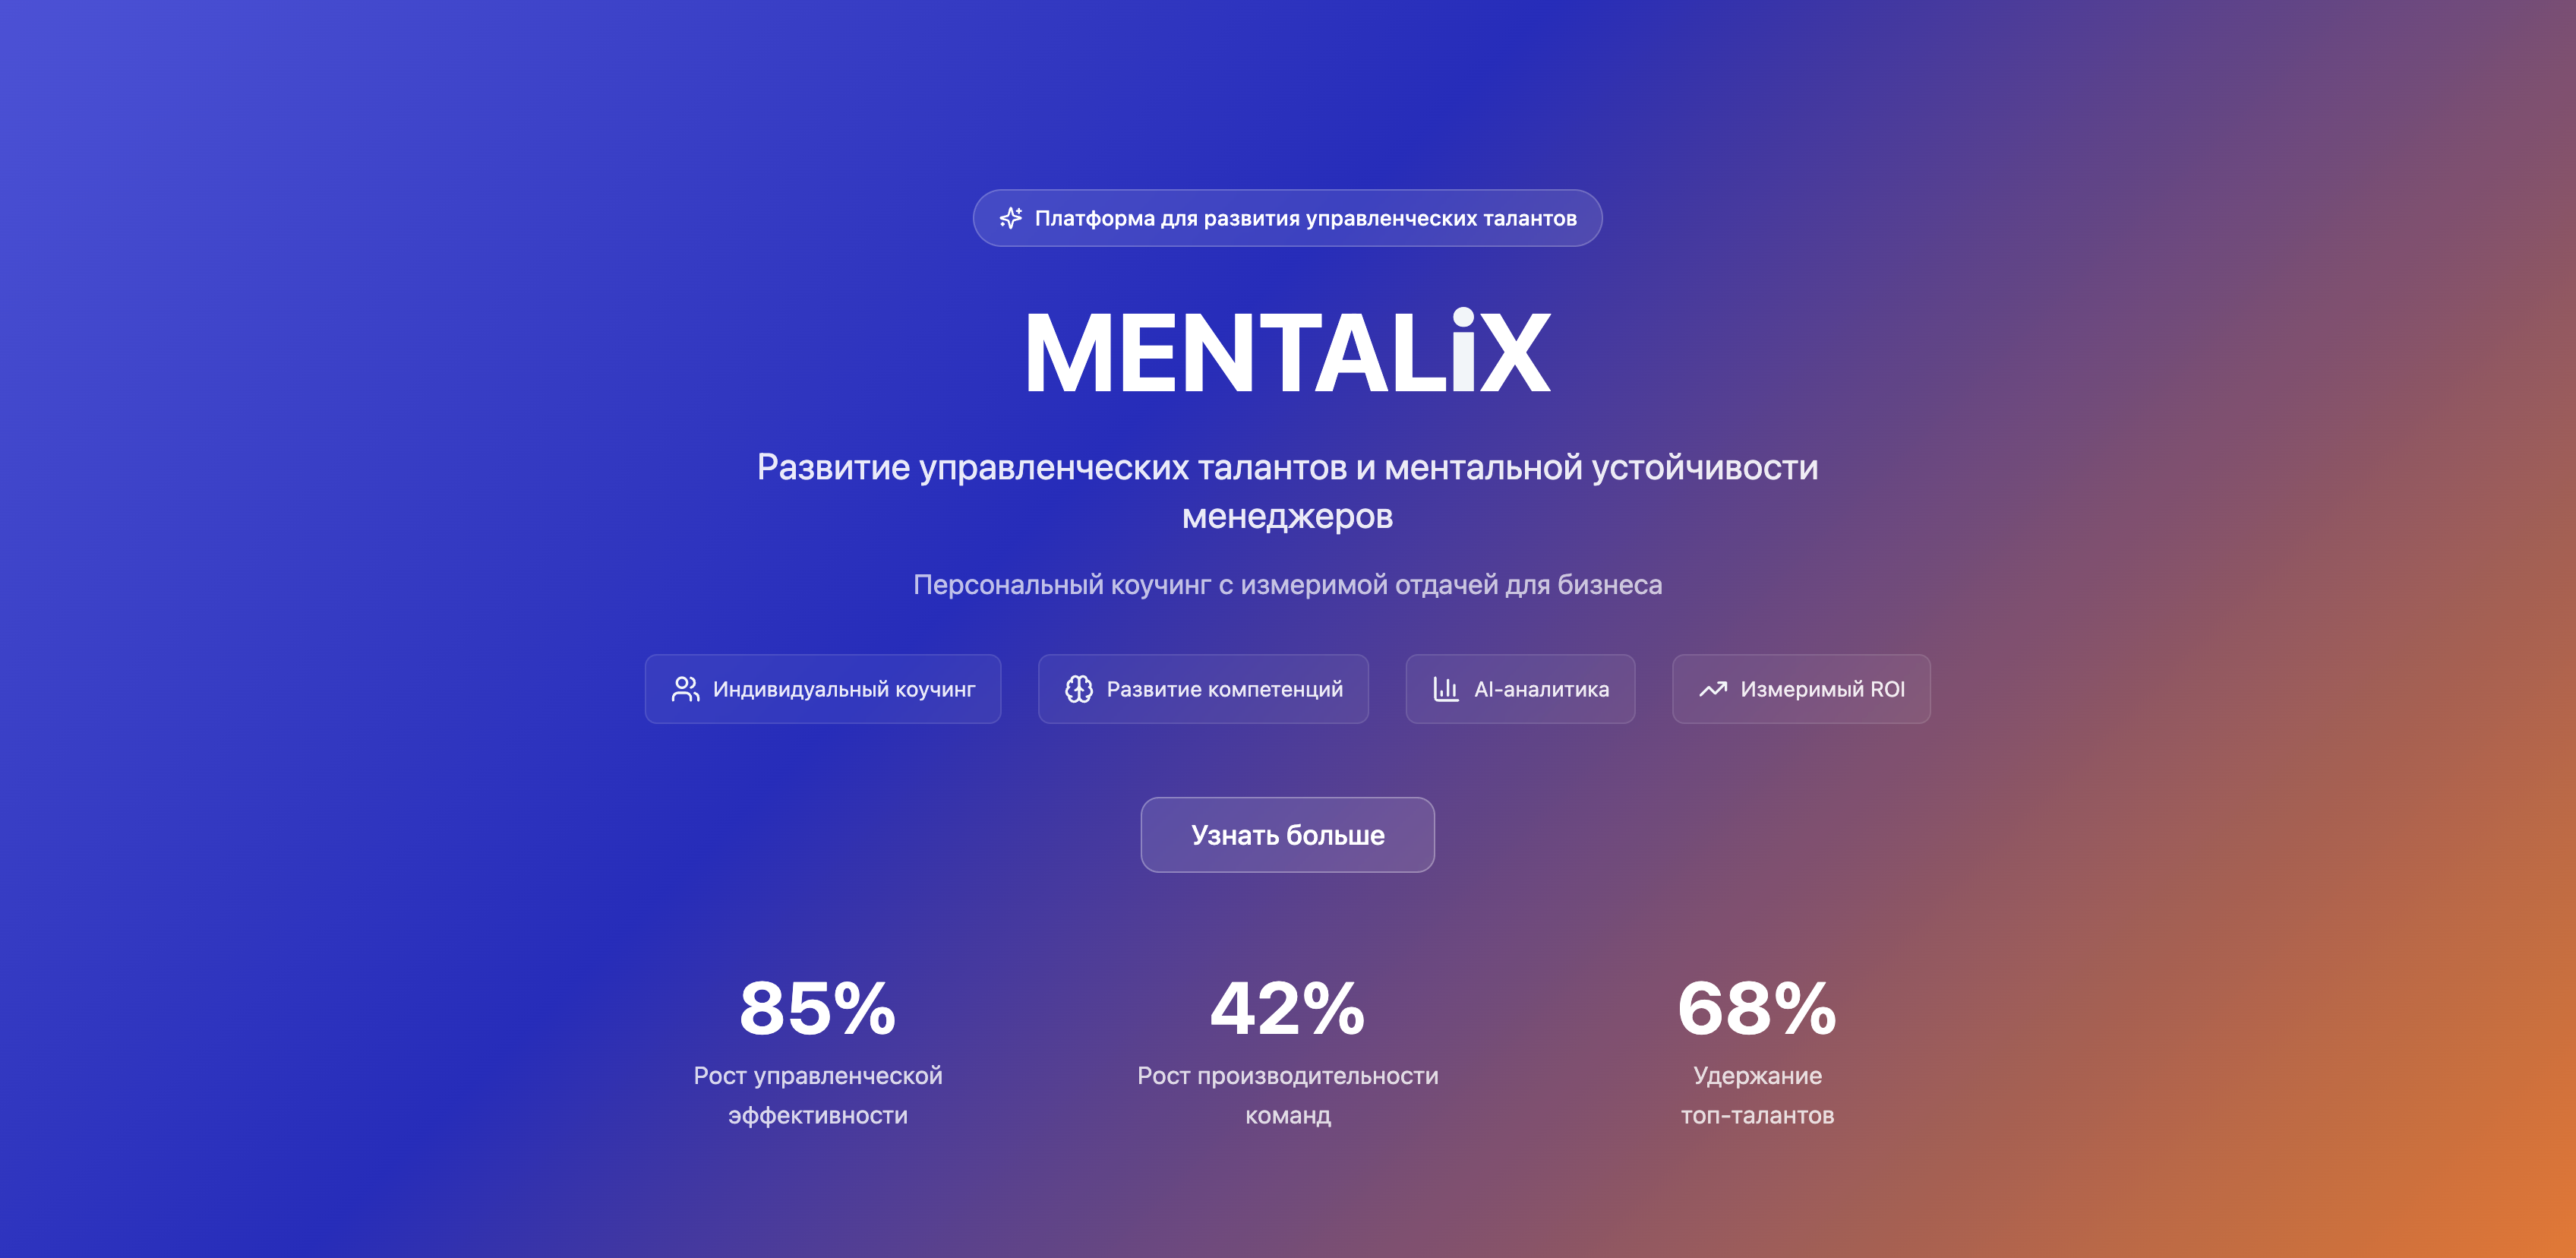 Платформа для развития управленческих талантов
MENTALiX
Развитие управленческих талантов и ментальной устойчивости
менеджеров
Персональный коучинг с измеримой отдачей для бизнеса
Индивидуальный коучинг
Развитие компетенций
AI-аналитика
Измеримый ROI
Узнать больше
85%
Рост управленческой
эффективности
42%
Рост производительности
команд
68%
Удержание
топ-талантов